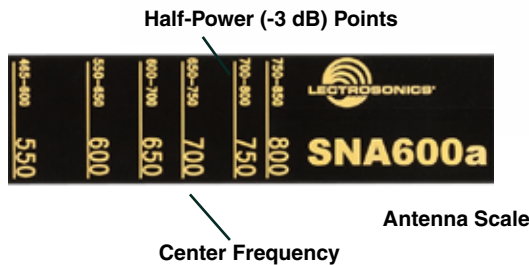 Half-Power (-3 dB) Points
465–600
550–650
600–700
650–750
700–800
750–850
550
600
650
700
750
800
LECTROSONICS®
SNA600a
Antenna Scale
Center Frequency